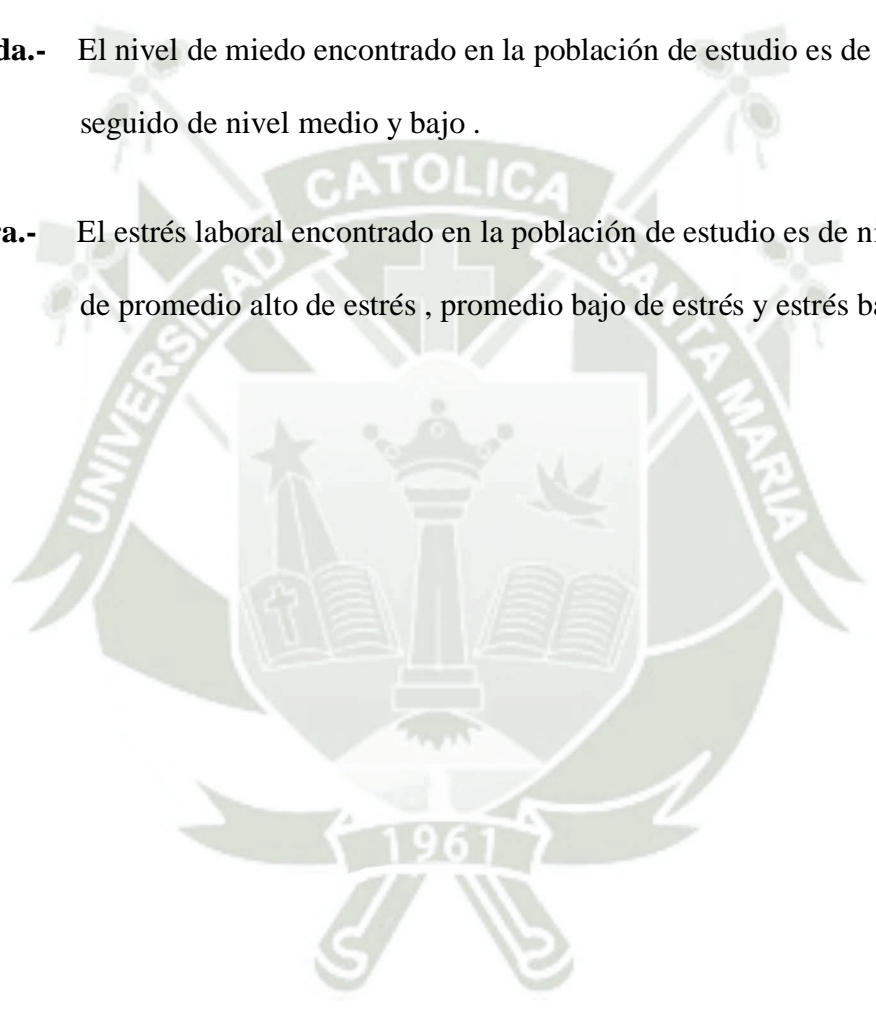 da.- El nivel de miedo encontrado en la población de estudio es de
seguido de nivel medio y bajo .
ra.- El estrés laboral encontrado en la población de estudio es de
de promedio alto de estrés , promedio bajo de estrés y estrés
UNIVERSIDAD CATOLICA SANTA MARIA
1961